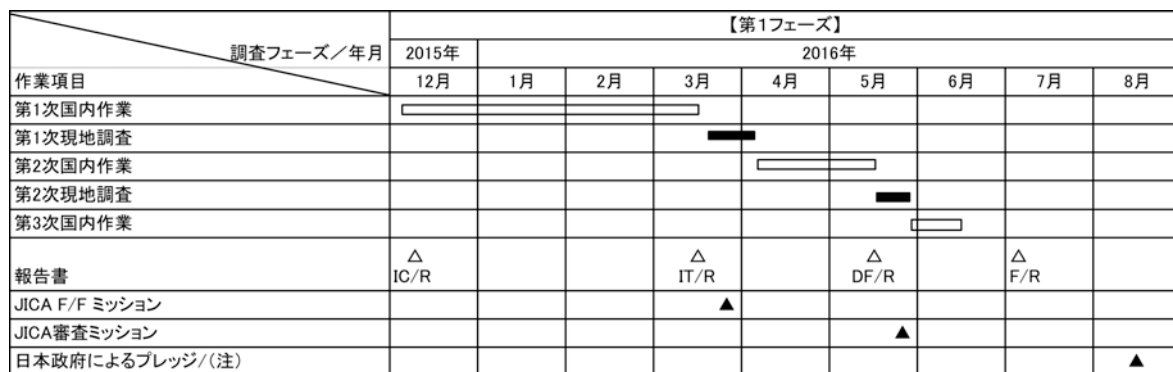 【第1フェーズ】
調査フェーズ／年月 2015年 2016年
作業項目 12月 1月 2月 3月 4月 5月 6月 7月 8月
第1次国内作業
第1次現地調査
第2次国内作業
第2次現地調査
第3次国内作業
△ △ △ △
報告書 IC/R IT/R DF/R F/R
JICA F/F ミッション ▲
JICA審査ミッション ▲
日本政府によるプレッジ/(注) ▲